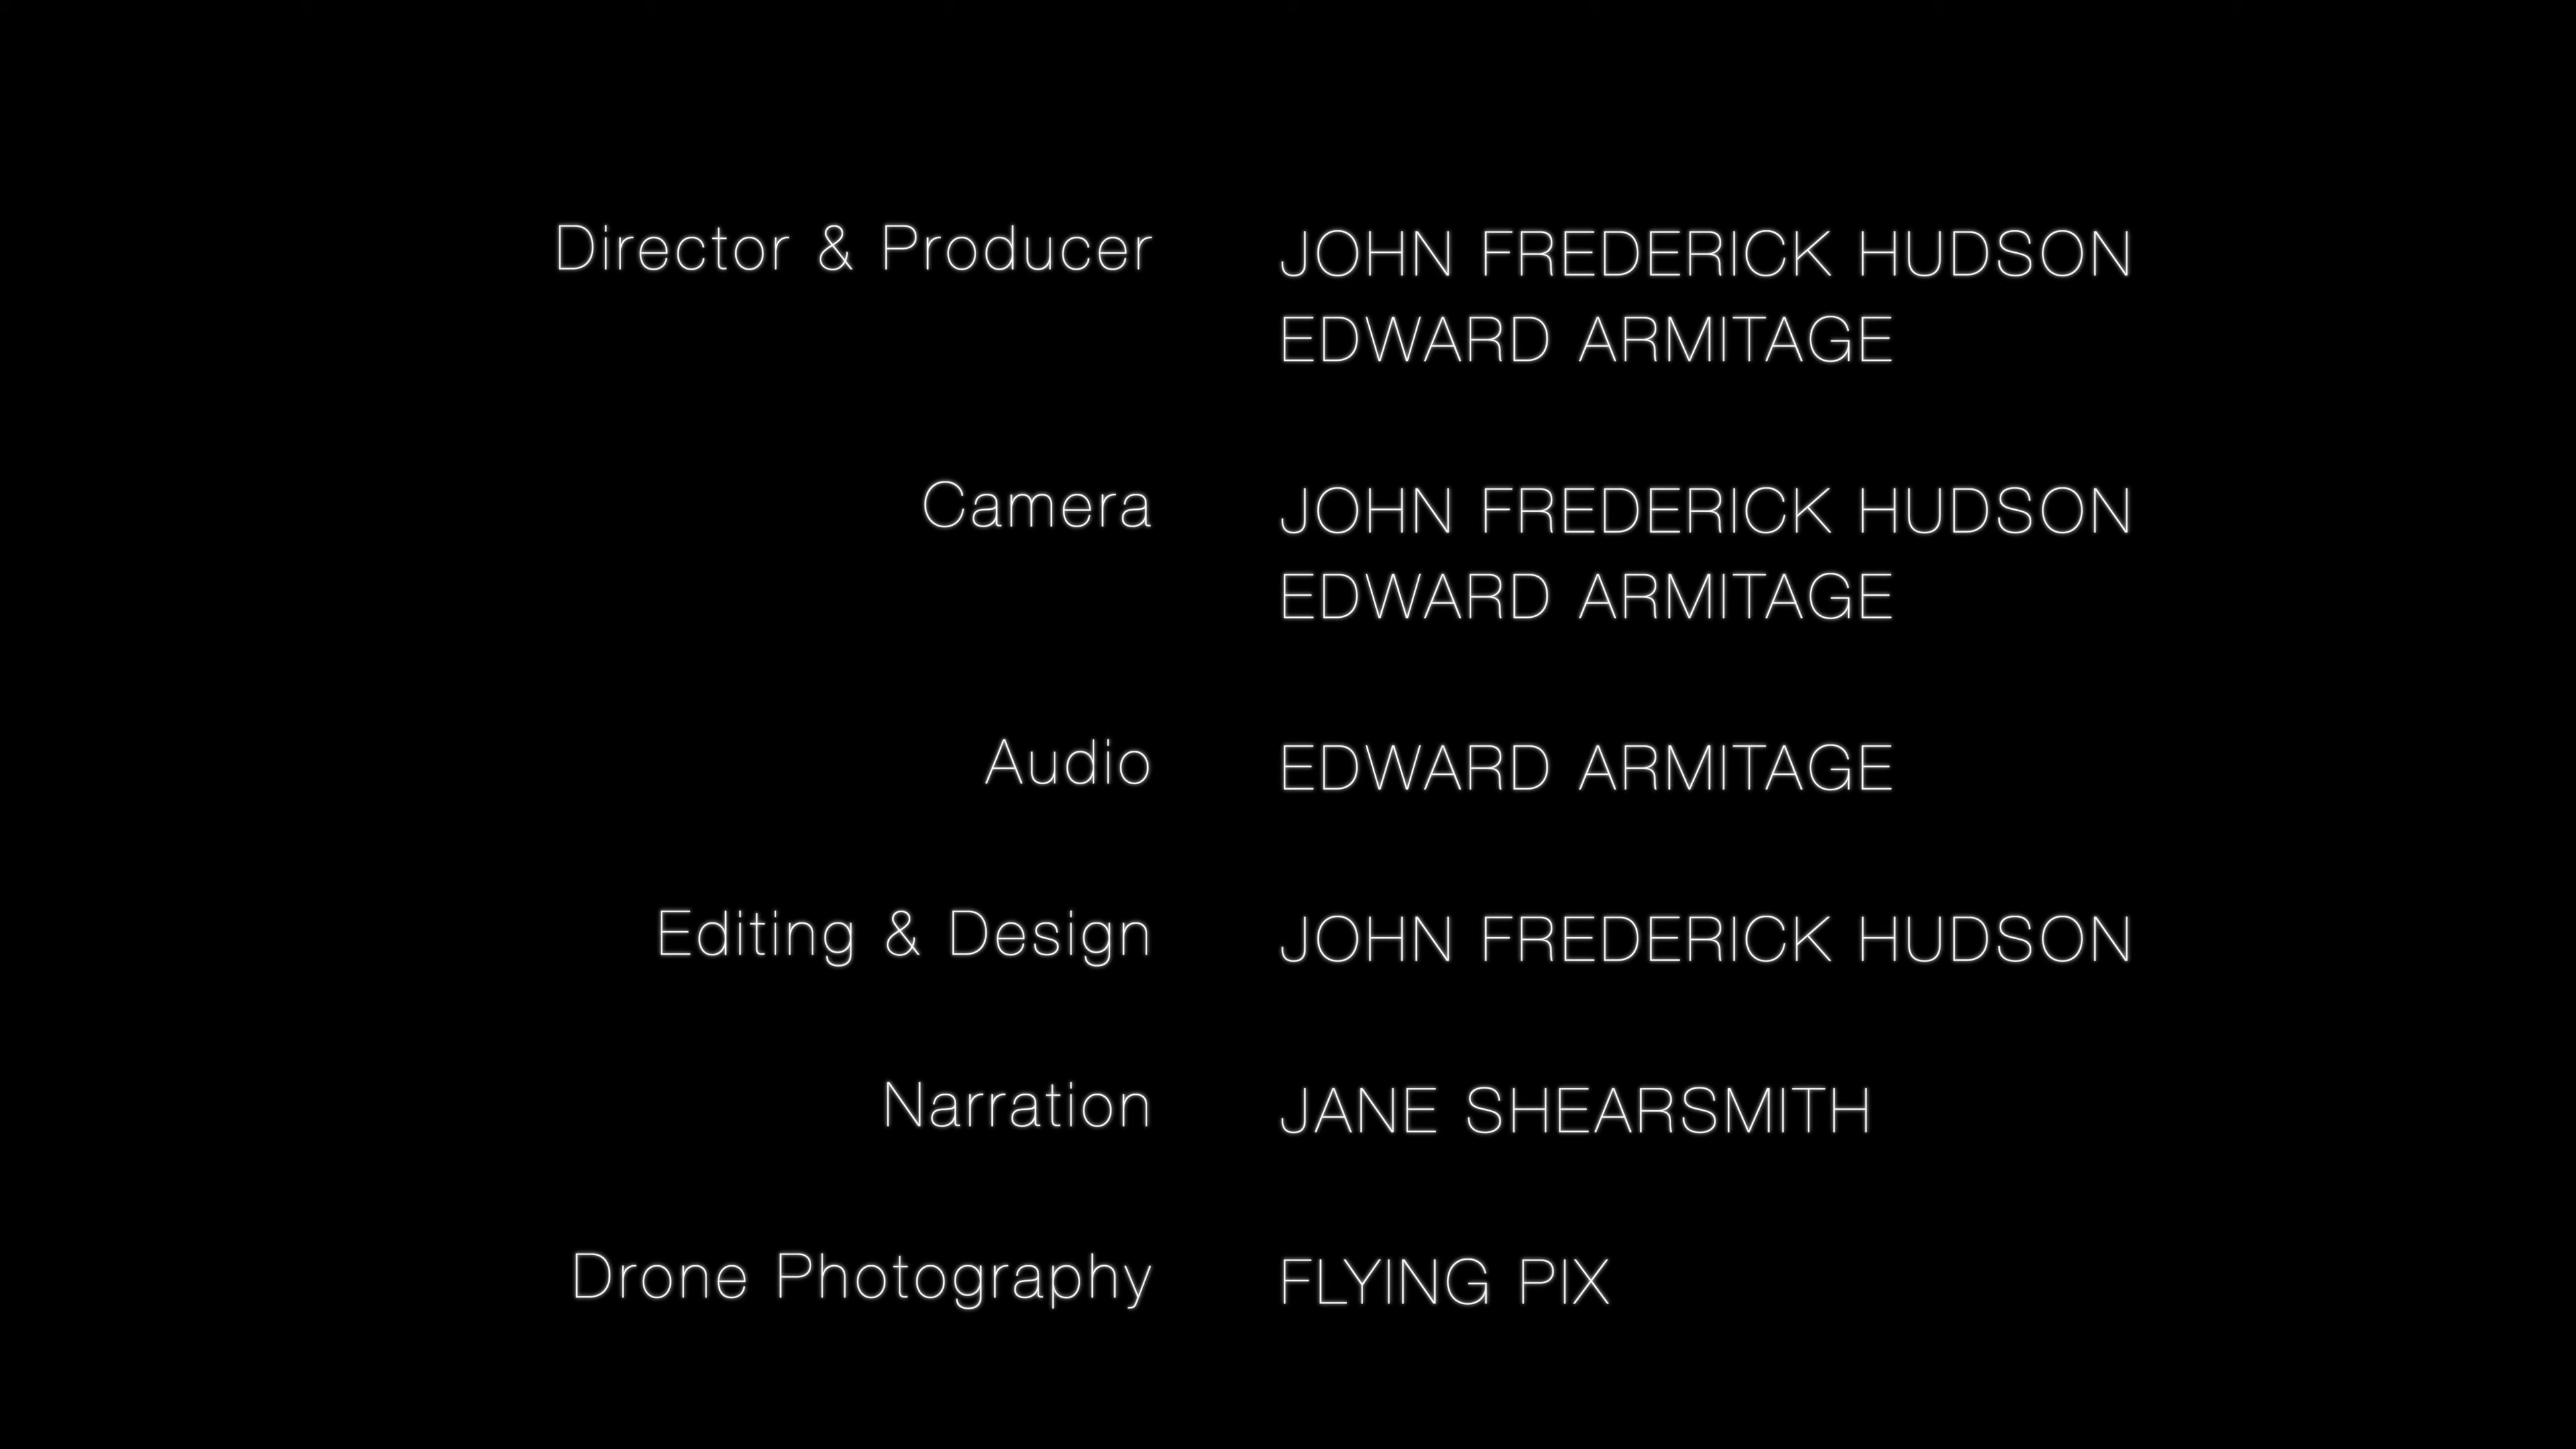 Director & Producer JOHN FREDERICK HUDSON
EDWARD ARMITAGE
Camera JOHN FREDERICK HUDSON
EDWARD ARMITAGE
Audio EDWARD ARMITAGE
Editing & Design JOHN FREDERICK HUDSON
Narration JANE SHEARSMITH
Drone Photography FLYING PIX